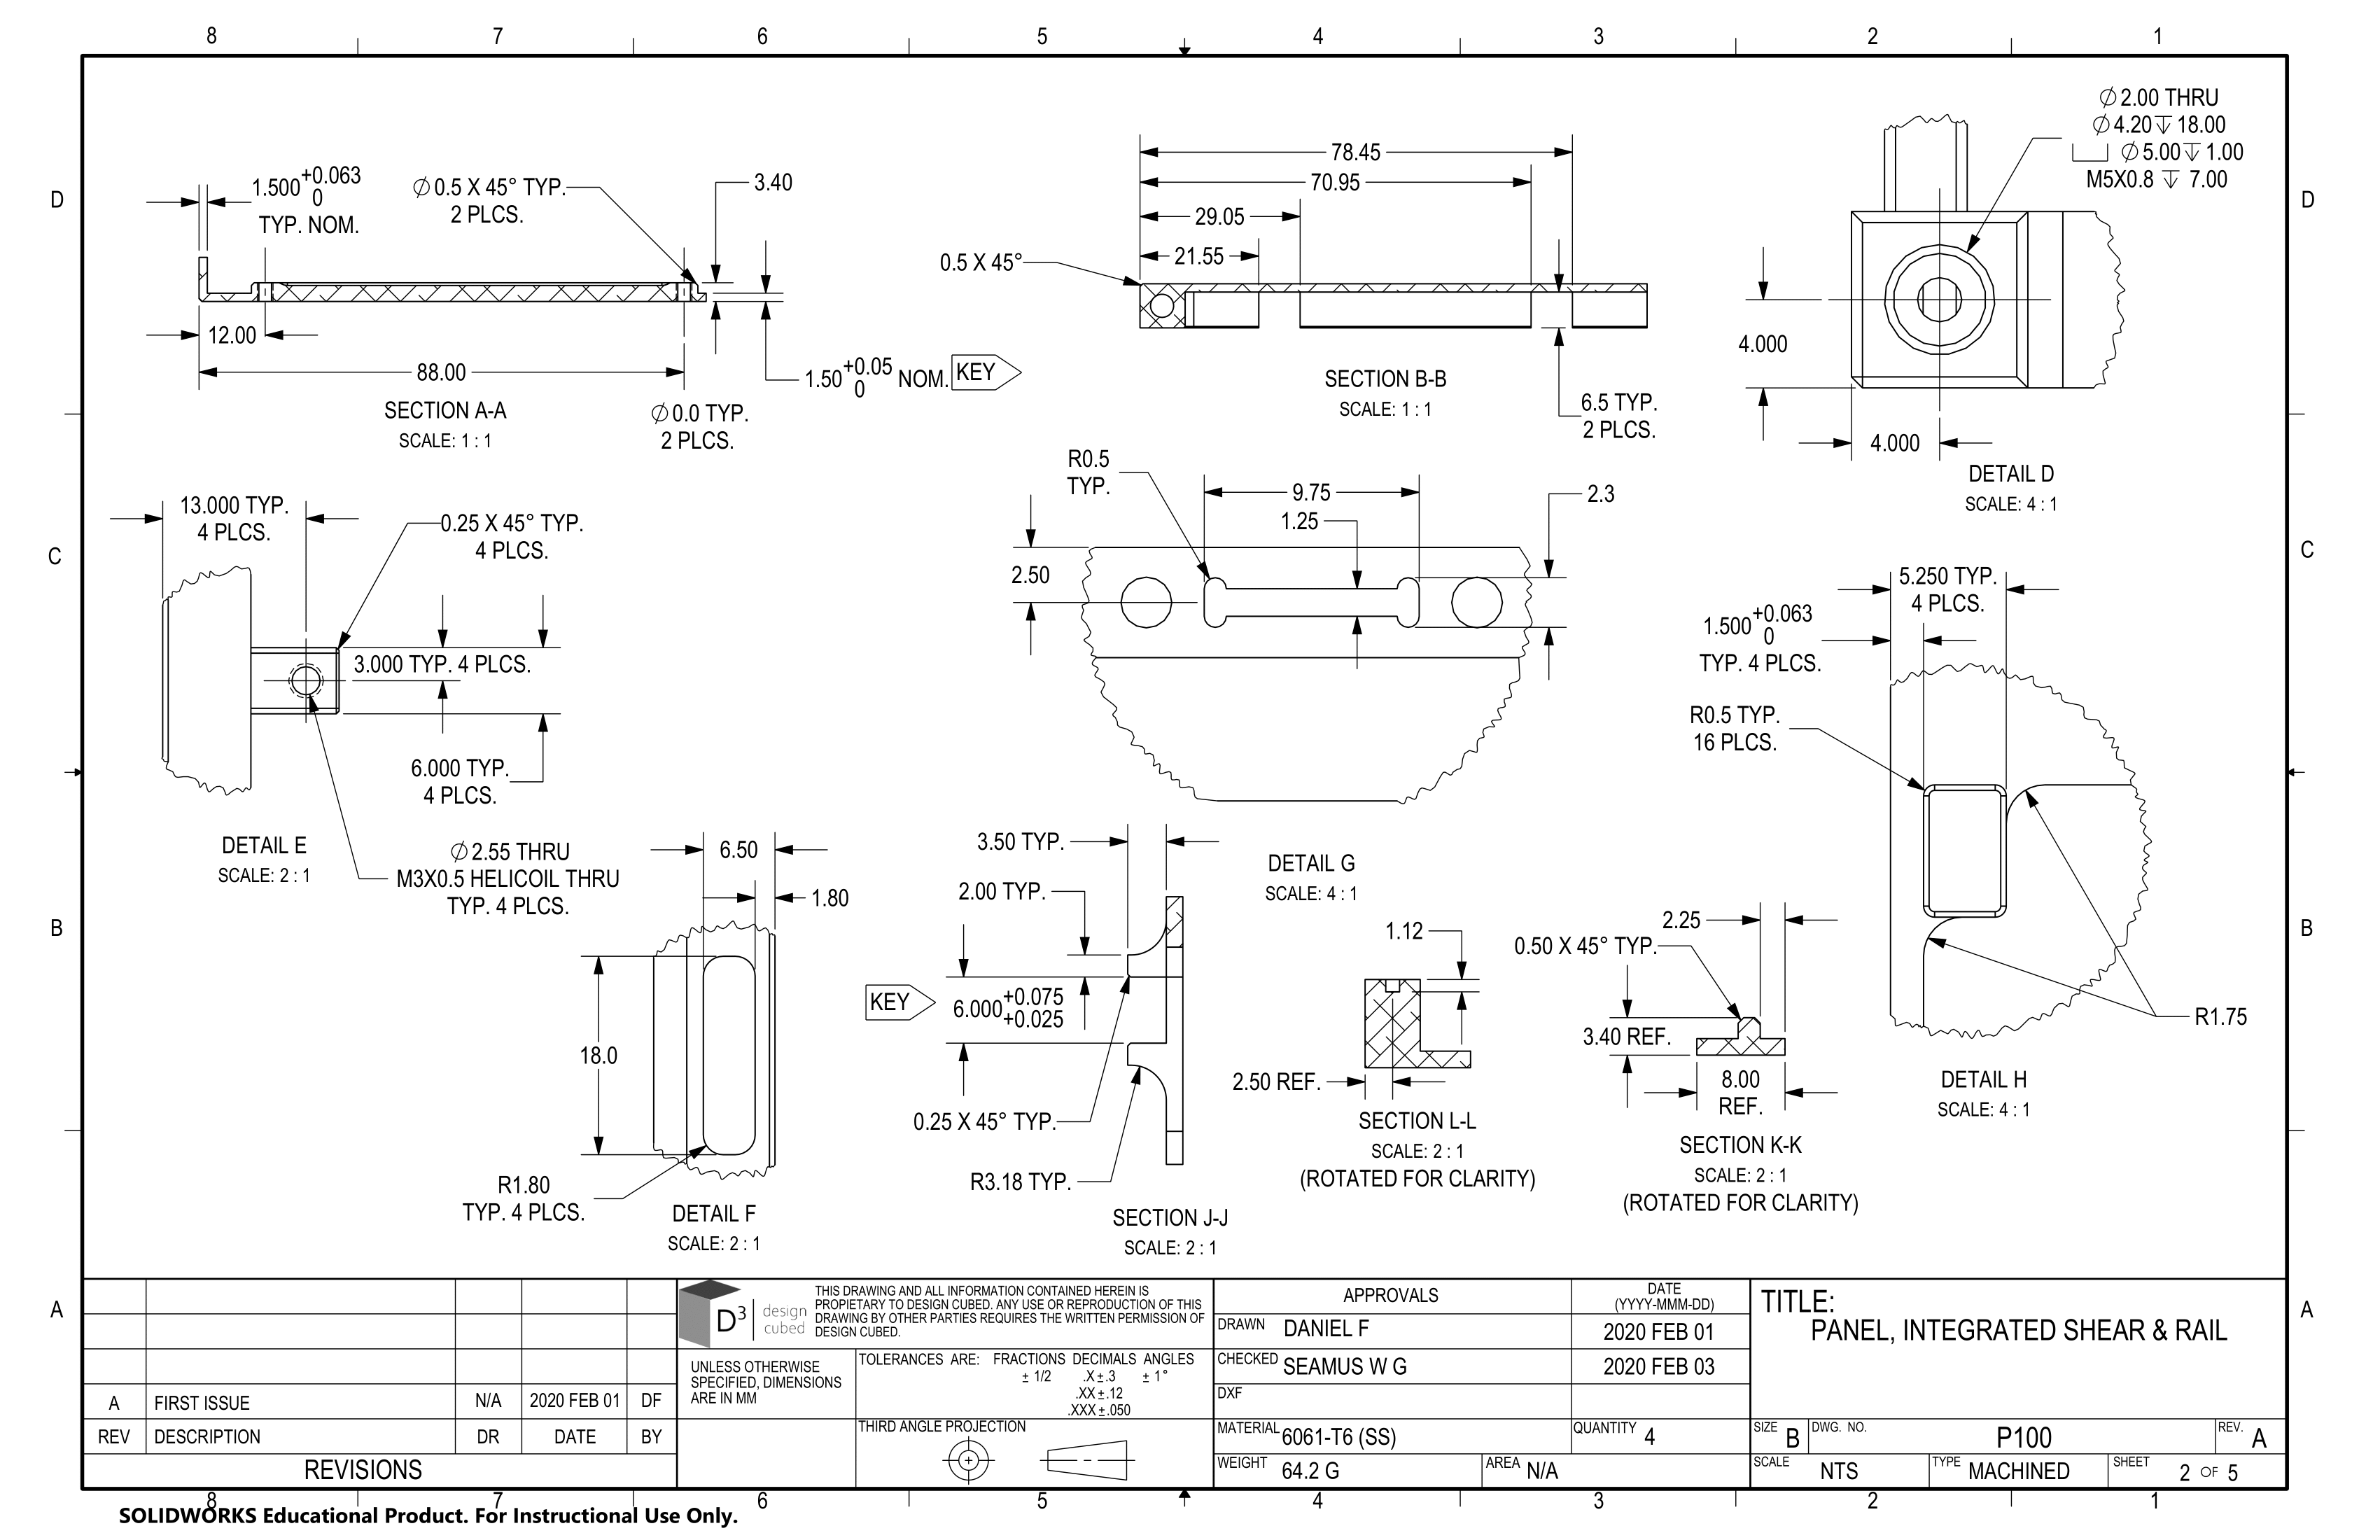 8 7 6 5 4 3 2 1
D
1.500 +0.063
0
TYP. NOM.
∅ 0.5 X 45° TYP.
2 PLCS.
3.40
12.00
88.00
1.50 +0.05 NOM. KEY
0
SECTION A-A
SCALE: 1 : 1
∅ 0.0 TYP.
2 PLCS.
78.45
70.95
29.05
21.55
0.5 X 45°
SECTION B-B
SCALE: 1 : 1
6.5 TYP.
2 PLCS.
∅ 2.00 THRU
∅ 4.20 ↧ 18.00
⌴ ∅ 5.00 ↧ 1.00
M5X0.8 ↧ 7.00
D
4.000
4.000
DETAIL D
SCALE: 4 : 1
C
13.000 TYP.
4 PLCS.
0.25 X 45° TYP.
4 PLCS.
3.000 TYP. 4 PLCS.
6.000 TYP.
4 PLCS.
DETAIL E
SCALE: 2 : 1
∅ 2.55 THRU
M3X0.5 HELICOIL THRU
TYP. 4 PLCS.
R0.5
TYP.
9.75
1.25
2.3
2.50
DETAIL G
SCALE: 4 : 1
C
5.250 TYP.
4 PLCS.
1.500 +0.063
0
TYP. 4 PLCS.
R0.5 TYP.
16 PLCS.
R1.75
DETAIL H
SCALE: 4 : 1
B
6.50
1.80
18.0
R1.80
TYP. 4 PLCS.
DETAIL F
SCALE: 2 : 1
3.50 TYP.
2.00 TYP.
KEY
6.000 +0.075
+0.025
0.25 X 45° TYP.
R3.18 TYP.
SECTION J-J
SCALE: 2 : 1
1.12
2.50 REF.
SECTION L-L
SCALE: 2 : 1
(ROTATED FOR CLARITY)
2.25
0.50 X 45° TYP.
3.40 REF.
8.00
REF.
SECTION K-K
SCALE: 2 : 1
(ROTATED FOR CLARITY)
B
A
A FIRST ISSUE N/A 2020 FEB 01 DF
REV DESCRIPTION DR DATE BY
REVISIONS
D3 design
cubed
THIS DRAWING AND ALL INFORMATION CONTAINED HEREIN IS
PROPIETARY TO DESIGN CUBED. ANY USE OR REPRODUCTION OF THIS
DRAWING BY OTHER PARTIES REQUIRES THE WRITTEN PERMISSION OF
DESIGN CUBED.
UNLESS OTHERWISE
SPECIFIED, DIMENSIONS
ARE IN MM
TOLERANCES ARE: FRACTIONS DECIMALS ANGLES
± 1/2 .X ± .3 ± 1°
.XX ± .12
.XXX ± .050
THIRD ANGLE PROJECTION
APPROVALS DATE
(YYYY-MMM-DD)
DRAWN DANIEL F 2020 FEB 01
CHECKED SEAMUS W G 2020 FEB 03
DXF
MATERIAL 6061-T6 (SS) QUANTITY 4
WEIGHT 64.2 G AREA N/A
TITLE:
PANEL, INTEGRATED SHEAR & RAIL
SIZE B DWG. NO. P100 REV. A
SCALE NTS TYPE MACHINED SHEET 2 OF 5
A
8 7 6 5 4 3 2 1
SOLIDWORKS Educational Product. For Instructional Use Only.